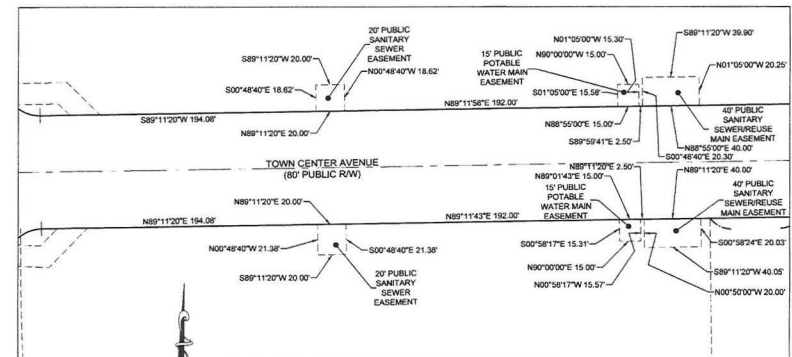 20' PUBLIC
SANITARY
SEWER
EASEMENT
S89°11'20"W 20.00'
N00°48'40"W 18.62'
S00°48'40"E 18.62'
S89°11'20"W 194.08'
N89°11'20"E 20.00'
N89°11'58"E 192.00'
15' PUBLIC
POTABLE
WATER MAIN
EASEMENT
N01°05'00"W 15.30'
N90°00'00"W 15.00'
S01°05'00"E 15.58'
S89°11'20"W 39.90'
N01°05'00"W 20.25'
N88°55'00"E 15.00'
S89°59'41"E 2.50'
40' PUBLIC
SANITARY
SEWER/REUSE
MAIN EASEMENT
N88°55'00"E 40.00'
S00°48'40"E 20.30'
TOWN CENTER AVENUE
(80' PUBLIC R/W)
N89°11'20"E 194.08'
N89°11'20"E 20.00'
N89°11'43"E 192.00'
N00°48'40"W 21.38'
S00°48'40"E 21.38'
S89°11'20"W 20.00'
20' PUBLIC
SANITARY
SEWER
EASEMENT
N89°11'20"E 2.50'
N89°01'43"E 15.00'
15' PUBLIC
POTABLE
WATER MAIN
EASEMENT
N89°11'20"E 40.00'
40' PUBLIC
SANITARY
SEWER/REUSE
MAIN EASEMENT
S00°58'17"E 15.31'
S00°58'24"E 20.03'
N90°00'00"E 15.00'
N00°58'17"W 15.57'
S89°11'20"W 40.05'
N00°50'00"W 20.00'